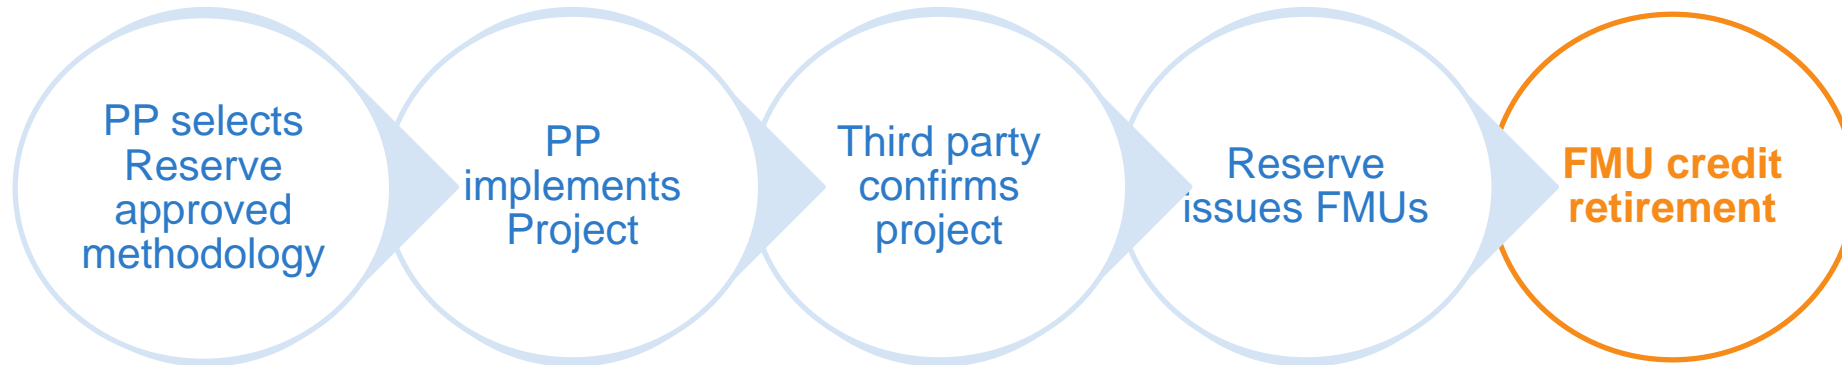 PP selects
Reserve
approved
methodology
PP
implements
Project
Third party
confirms
project
Reserve
issues FMUs
FMU credit
retirement